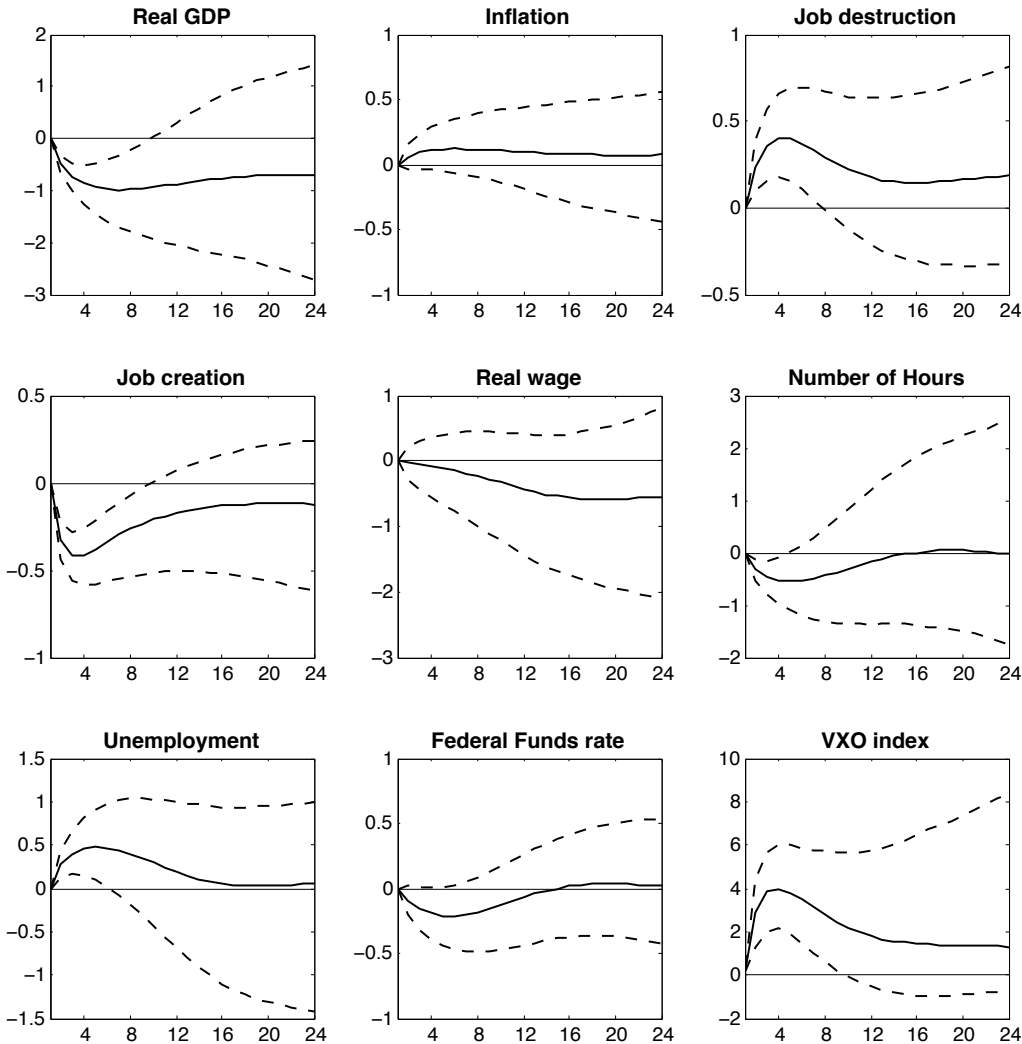 Real GDP
2
1
0
−1
−2
−3
4 8 12 16 20 24
Inflation
1
0.5
0
−0.5
−1
4 8 12 16 20 24
Job destruction
1
0.5
0
−0.5
4 8 12 16 20 24
Job creation
0.5
0
−0.5
−1
4 8 12 16 20 24
Real wage
1
0
−1
−2
−3
4 8 12 16 20 24
Number of Hours
3
2
1
0
−1
−2
4 8 12 16 20 24
Unemployment
1.5
1
0.5
0
−0.5
−1
−1.5
4 8 12 16 20 24
Federal Funds rate
1
0.5
0
−0.5
−1
4 8 12 16 20 24
VXO index
10
8
6
4
2
0
−2
4 8 12 16 20 24